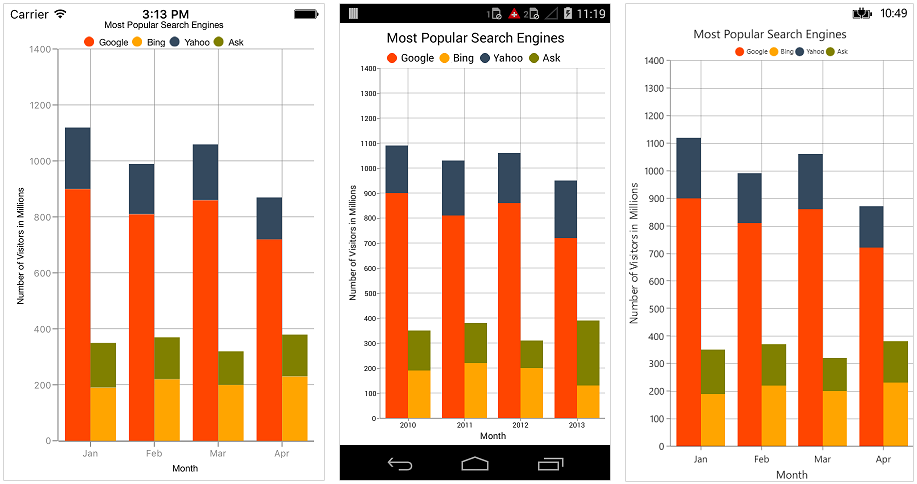 Carrier 3:13 PM
Most Popular Search Engines
Google Bing Yahoo Ask
1400
1200
1000
800
600
400
200
0
Number of Visitors in Millions
Jan Feb Mar Apr
Month
1 2 11:19
Most Popular Search Engines
Google Bing Yahoo Ask
1400
1300
1200
1100
1000
900
800
700
600
500
400
300
200
100
0
Number of Visitors in Millions
2010 2011 2012 2013
Month
10:49
Most Popular Search Engines
Google Bing Yahoo Ask
1400
1300
1200
1100
1000
900
800
700
600
500
400
300
200
100
0
Number of Visitors in Millions
Jan Feb Mar Apr
Month